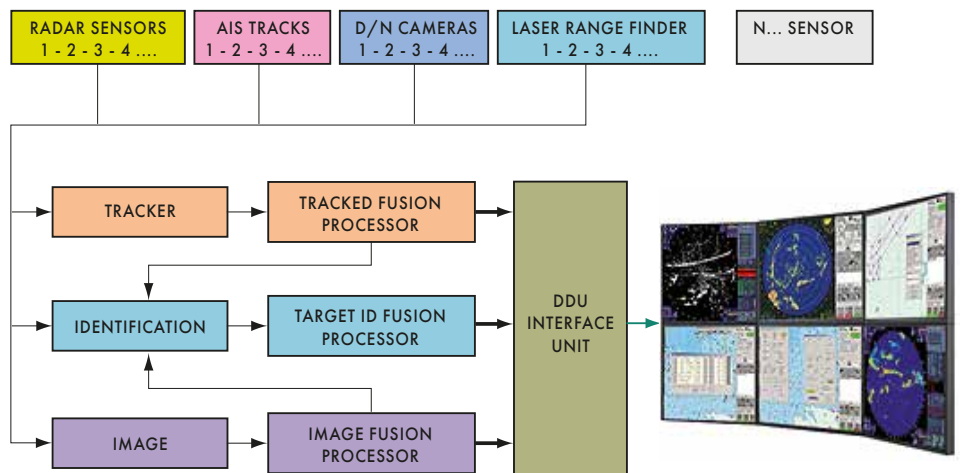 RADAR SENSORS
1 - 2 - 3 - 4 ....
AIS TRACKS
1 - 2 - 3 - 4 ....
D/N CAMERAS
1 - 2 - 3 - 4 ....
LASER RANGE FINDER
1 - 2 - 3 - 4 ....
N... SENSOR
TRACKER
TRACKED FUSION
PROCESSOR
IDENTIFICATION
TARGET ID FUSION
PROCESSOR
DDU
INTERFACE
UNIT
IMAGE
IMAGE FUSION
PROCESSOR